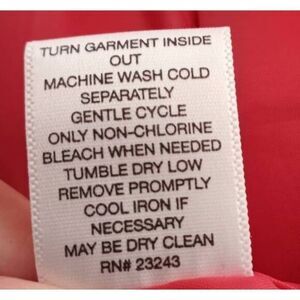 TURN GARMENT INSIDE
OUT
MACHINE WASH COLD
SEPARATELY
GENTLE CYCLE
ONLY NON-CHLORINE
BLEACH WHEN NEEDED
TUMBLE DRY LOW
REMOVE PROMPTLY
COOL IRON IF
NECESSARY
MAY BE DRY CLEAN
RN# 23243